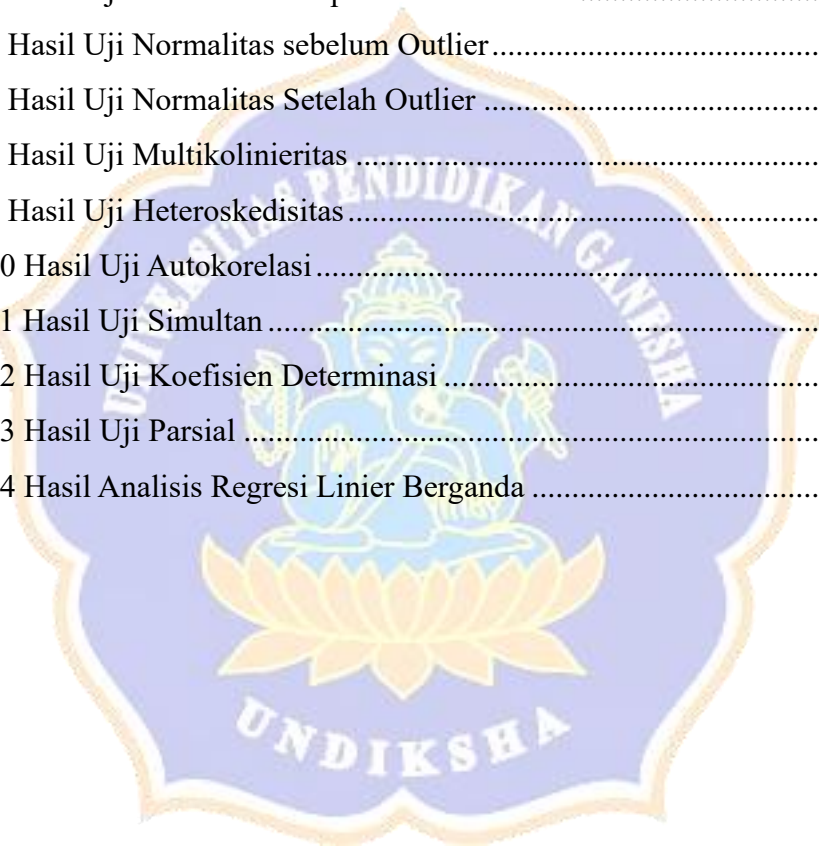 Hasil Uji Normalitas sebelum Outlier..........................................
Hasil Uji Normalitas Setelah Outlier ..........................................
Hasil Uji Multikolinieritas ..........................................................
Hasil Uji Heteroskedisitas...........................................................
0 Hasil Uji Autokorelasi...............................................................
1 Hasil Uji Simultan.....................................................................
2 Hasil Uji Koefisien Determinasi................................................
3 Hasil Uji Parsial ........................................................................
4 Hasil Analisis Regresi Linier Berganda ....................................
UNIVERSITAS PENDIDIKAN GANESHA
UNDIKSHA